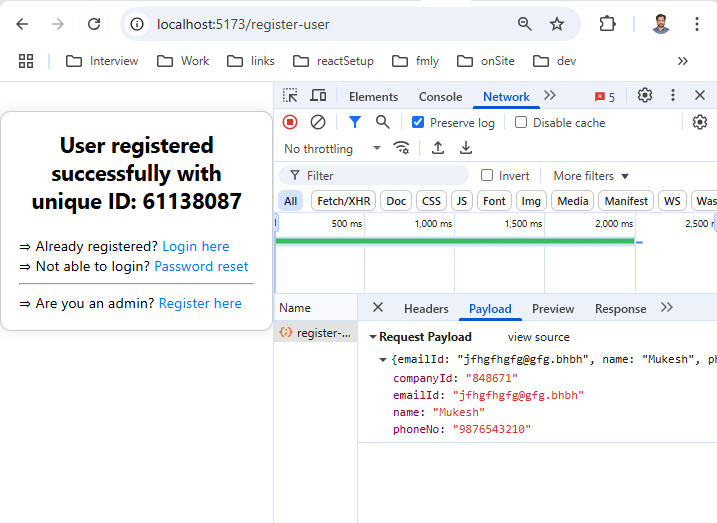 localhost:5173/register-user
Interview Work links reactSetup fmly onSite dev
User registered
successfully with
unique ID: 61138087
⇒ Already registered? Login here
⇒ Not able to login? Password reset
⇒ Are you an admin? Register here
Elements Console Network 5
Preserve log Disable cache
No throttling
Filter Invert More filters
All Fetch/XHR Doc CSS JS Font Img Media Manifest WS Was
500 ms 1,000 ms 1,500 ms 2,000 ms 2,500 r
Name Headers Payload Preview Response
register-...
Request Payload view source
{emailId: "jfhgfhgfg@gfg.bhbh", name: "Mukesh", ph
companyId: "848671"
emailId: "jfhgfhgfg@gfg.bhbh"
name: "Mukesh"
phoneNo: "9876543210"